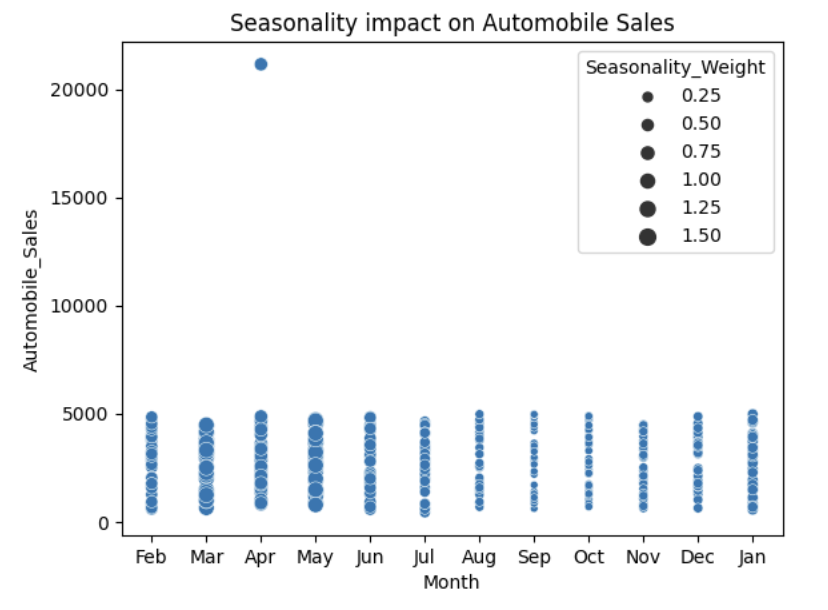 Seasonality impact on Automobile Sales
Seasonality_Weight
0.25
0.50
0.75
1.00
1.25
1.50
Automobile_Sales
20000
15000
10000
5000
0
Feb Mar Apr May Jun Jul Aug Sep Oct Nov Dec Jan
Month